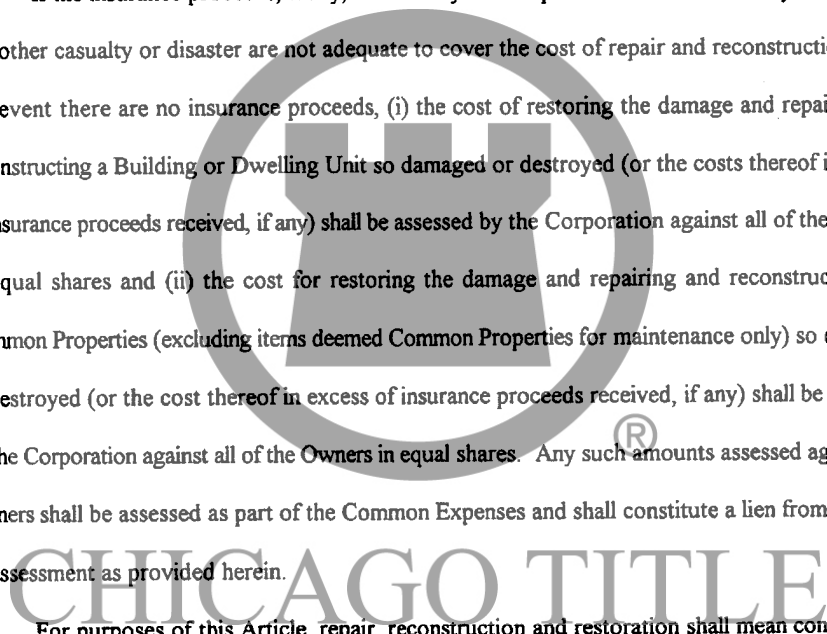 other casualty or disaster are not adequate to cover the cost of repair and reconstructi
event there are no insurance proceeds, (i) the cost of restoring the damage and repai
nstructing a Building or Dwelling Unit so damaged or destroyed (or the costs thereof i
surance proceeds received, if any) shall be assessed by the Corporation against all of the
qual shares and (ii) the cost for restoring the damage and repairing and reconstruc
mon Properties (excluding items deemed Common Properties for maintenance only) so
estroyed (or the cost thereof in excess of insurance proceeds received, if any) shall be
he Corporation against all of the Owners in equal shares. Any such amounts assessed ag
ners shall be assessed as part of the Common Expenses and shall constitute a lien from
ssessment as provided herein.
For purposes of this Article, repair, reconstruction and restoration shall mean con
®
CHICAGO TITLE